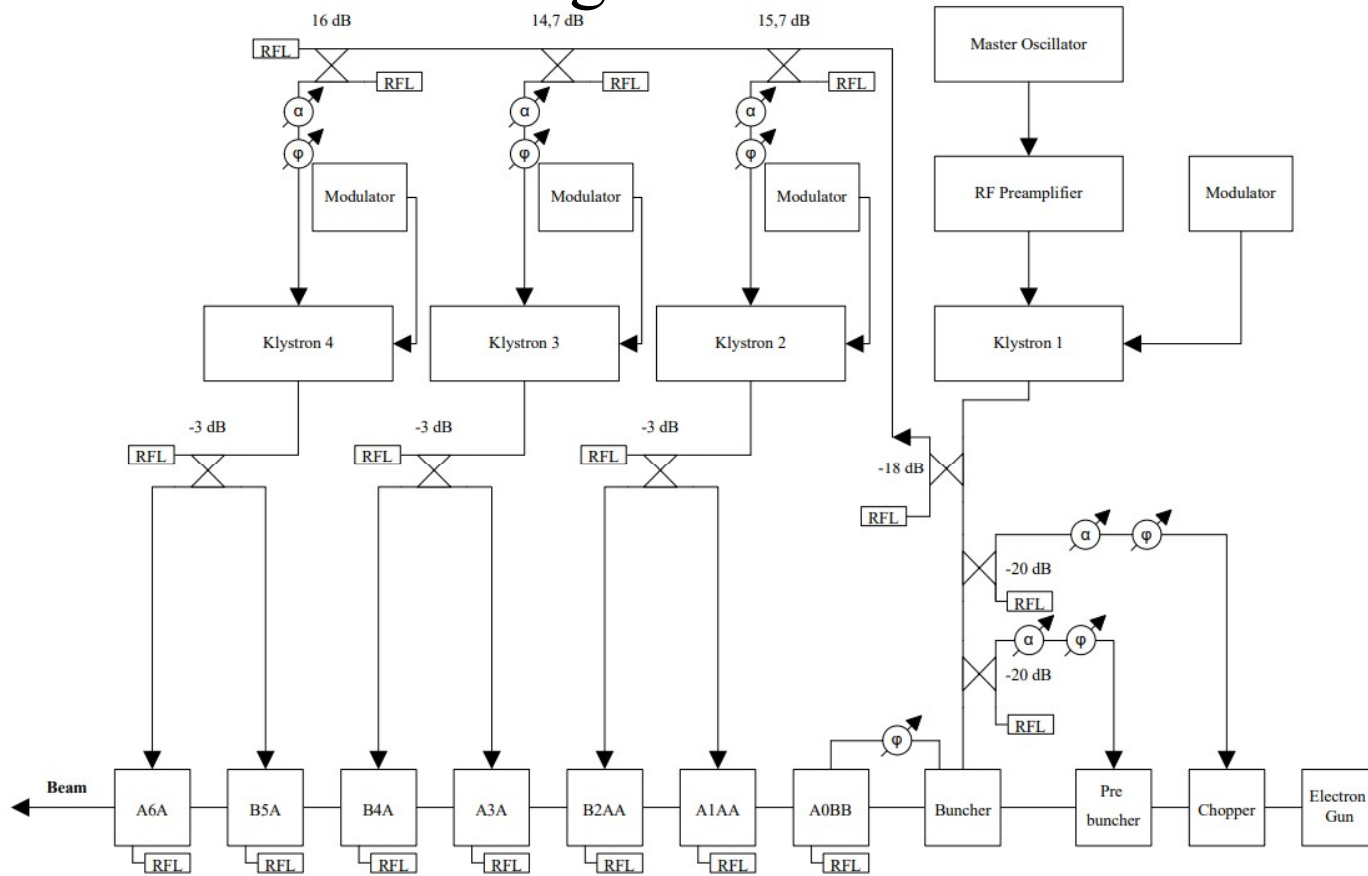 16 dB
14,7 dB
15,7 dB
Master Oscillator
RFL
RFL
RFL
RFL
α
α
α
φ
φ
φ
Modulator
Modulator
Modulator
RF Preamplifier
Modulator
Klystron 4
Klystron 3
Klystron 2
Klystron 1
-3 dB
-3 dB
-3 dB
RFL
RFL
RFL
-18 dB
RFL
α
φ
-20 dB
RFL
α
φ
-20 dB
RFL
φ
Beam
A6A
B5A
B4A
A3A
B2AA
A1AA
A0BB
Buncher
Pre
buncher
Chopper
Electron
Gun
RFL
RFL
RFL
RFL
RFL
RFL
RFL